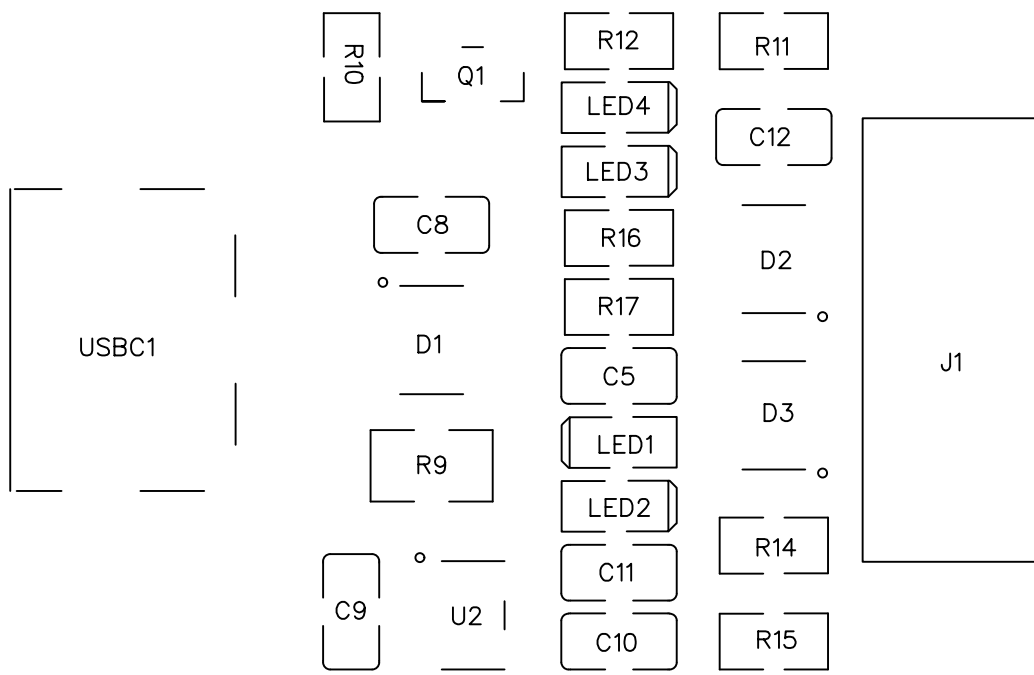 R10
Q1
R12
R11
LED4
C12
LED3
C8
R16
D2
R17
USBC1
D1
J1
C5
D3
LED1
R9
LED2
R14
C11
C9
U2
C10
R15